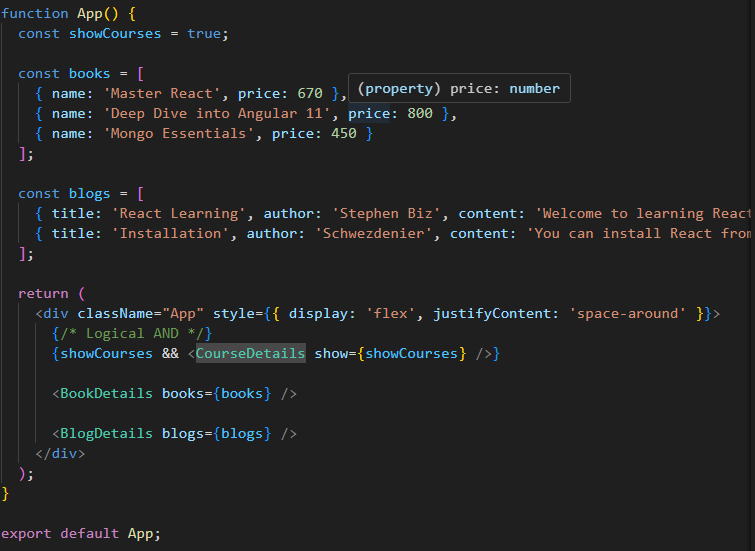 function App() {
const showCourses = true;
const books = [
{ name: 'Master React', price: 670 },
(property) price: number
{ name: 'Deep Dive into Angular 11', price: 800 },
{ name: 'Mongo Essentials', price: 450 }
];
const blogs = [
{ title: 'React Learning', author: 'Stephen Biz', content: 'Welcome to learning React
{ title: 'Installation', author: 'Schwezdenier', content: 'You can install React from
];
return (
<div className="App" style={{ display: 'flex', justifyContent: 'space-around' }}>
{/* Logical AND */}
{showCourses && <CourseDetails show={showCourses} />}
<BookDetails books={books} />
<BlogDetails blogs={blogs} />
</div>
);
}
export default App;